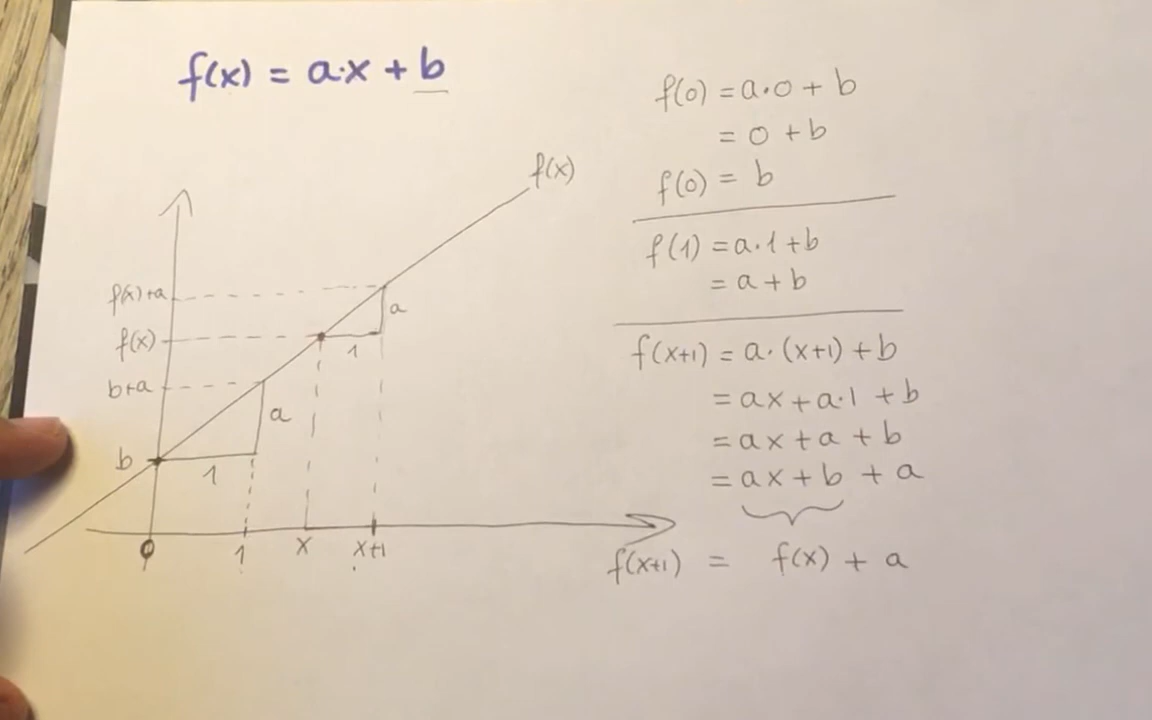 f(x) = a·x + b
f(x)
f(x)+a
a
f(x)
1
b+a
a
b
1
0 1 x x+1
f(0) = a·0 + b
= 0 + b
f(0) = b
f(1) = a·1 + b
= a + b
f(x+1) = a·(x+1) + b
= ax + a·1 + b
= ax + a + b
= ax + b + a
f(x+1) = f(x) + a